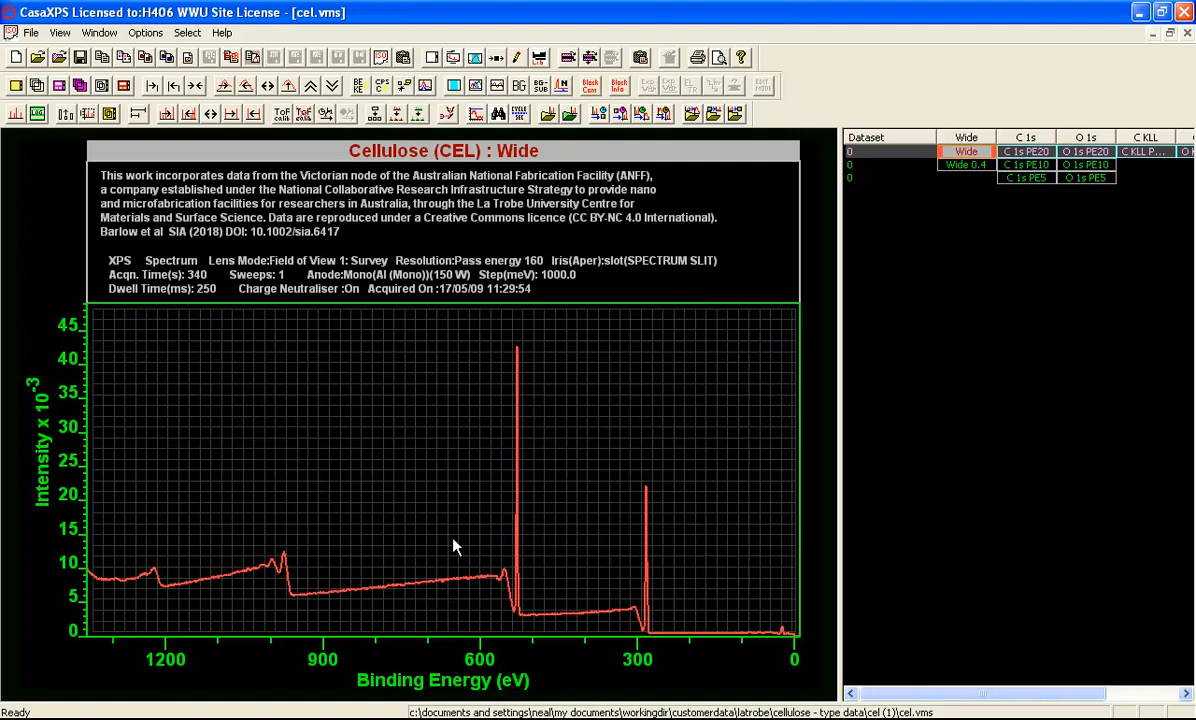 CasaXPS Licensed to:H406 WWU Site License - [cel.vms]
File View Window Options Select Help
Cellulose (CEL) : Wide
This work incorporates data from the Victorian node of the Australian National Fabrication Facility (ANFF),
a company established under the National Collaborative Research Infrastructure Strategy to provide nano
and microfabrication facilities for researchers in Australia, through the La Trobe University Centre for
Materials and Surface Science. Data are reproduced under a Creative Commons licence (CC BY-NC 4.0 International).
Barlow et al SIA (2018) DOI: 10.1002/sia.6417
XPS Spectrum Lens Mode:Field of View 1: Survey Resolution:Pass energy 160 Iris(Aper):slot(SPECTRUM SLIT)
Acqn. Time(s): 340 Sweeps: 1 Anode:Mono(Al (Mono))(150 W) Step(meV): 1000.0
Dwell Time(ms): 250 Charge Neutraliser :On Acquired On :17/05/09 11:29:54
Intensity x 10-3
45
40
35
30
25
20
15
10
5
0
1200 900 600 300 0
Binding Energy (eV)
Dataset Wide C 1s O 1s C KLL
0 Wide C 1s PE20 O 1s PE20 C KLL P... O K
0 Wide 0.4 C 1s PE10 O 1s PE10
0 C 1s PE5 O 1s PE5
Ready c:\documents and settings\neal\my documents\workingdir\customerdata\latrobe\cellulose - type data\cel (1)\cel.vms